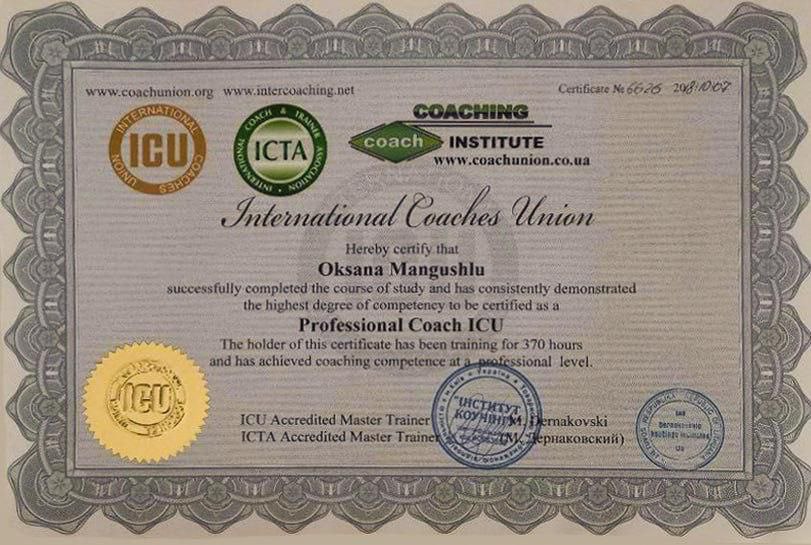 www.coachunion.org www.intercoaching.net
Certificate № 6626 2018/10/07
INTERNATIONAL COACHES UNION
ICU
INTERNATIONAL COACH & TRAINER ASSOCIATION
ICTA
COACHING
coach INSTITUTE
www.coachunion.co.ua
International Coaches Union
Hereby certify that
Oksana Mangushlu
successfully completed the course of study and has consistently demonstrated
the highest degree of competency to be certified as a
Professional Coach ICU
The holder of this certificate has been training for 370 hours
and has achieved coaching competence at a professional level.
ICU
ICU Accredited Master Trainer M. Dernakovski
ICTA Accredited Master Trainer (М. Дернаковский)
"ІНСТИТУТ
КОУЧІНГУ"